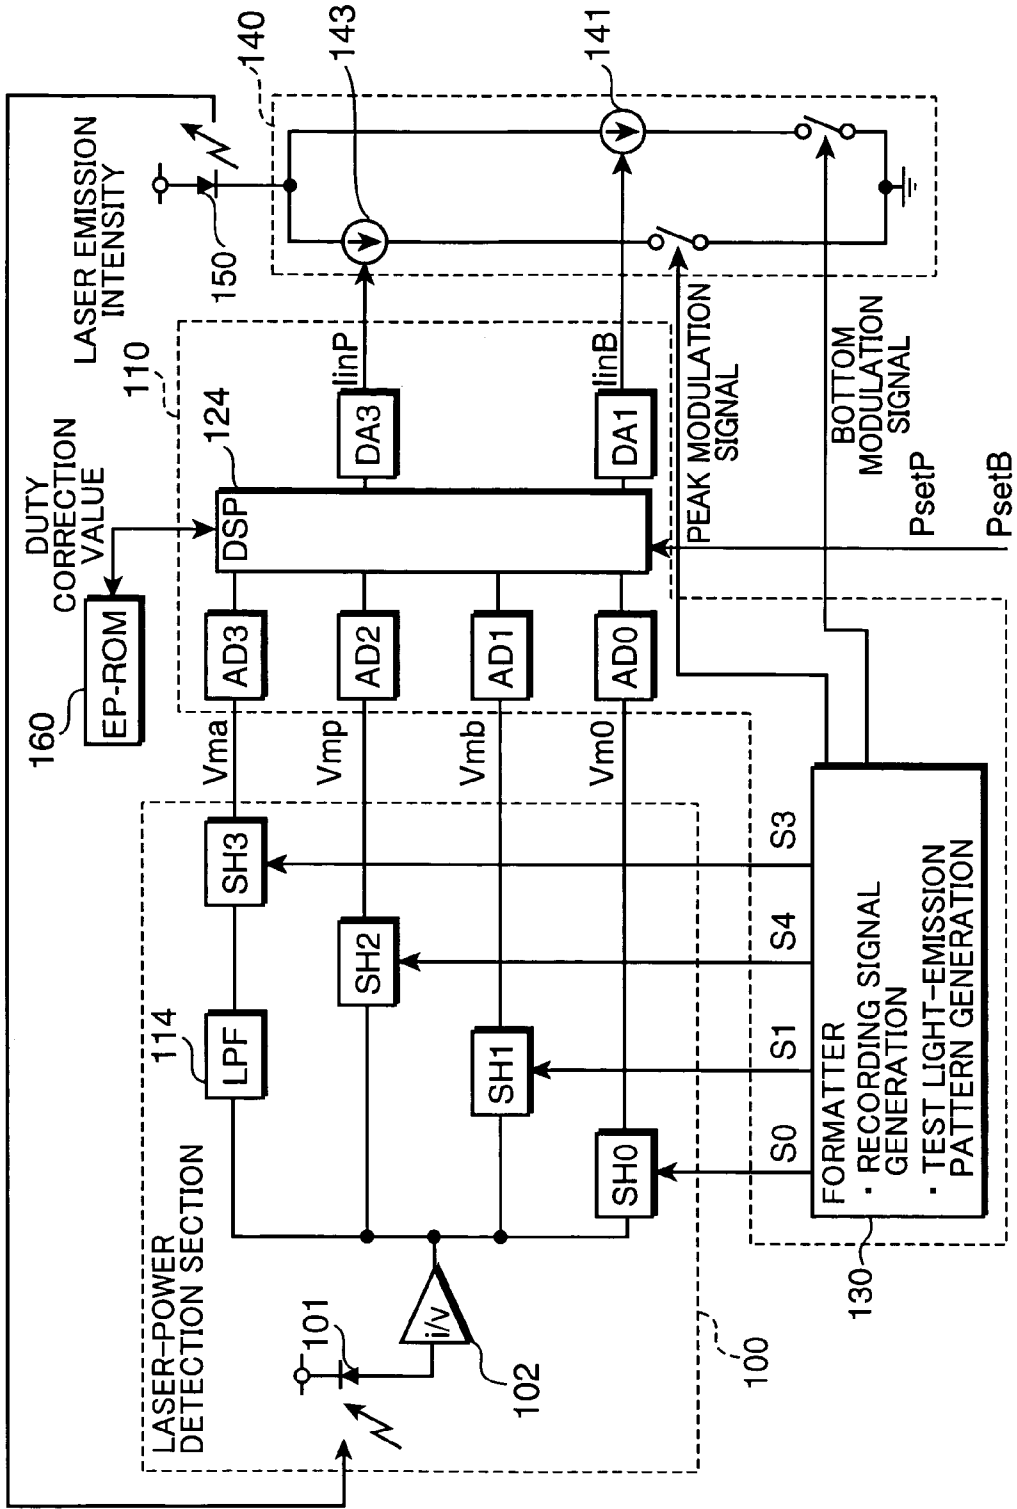 LASER EMISSION
INTENSITY
140
143
141
150
110
DUTY
CORRECTION
VALUE
124
IinP
IinB
DA3
DA1
DSP
PEAK MODULATION
SIGNAL
BOTTOM
MODULATION
SIGNAL
PsetP
PsetB
160
EP-ROM
AD3
AD2
AD1
AD0
Vma
Vmp
Vmb
Vm0
SH3
SH2
SH1
SH0
S3
S4
S1
S0
114
LPF
LASER-POWER
DETECTION SECTION
101
i/v
102
100
FORMATTER
· RECORDING SIGNAL
GENERATION
· TEST LIGHT-EMISSION
PATTERN GENERATION
130